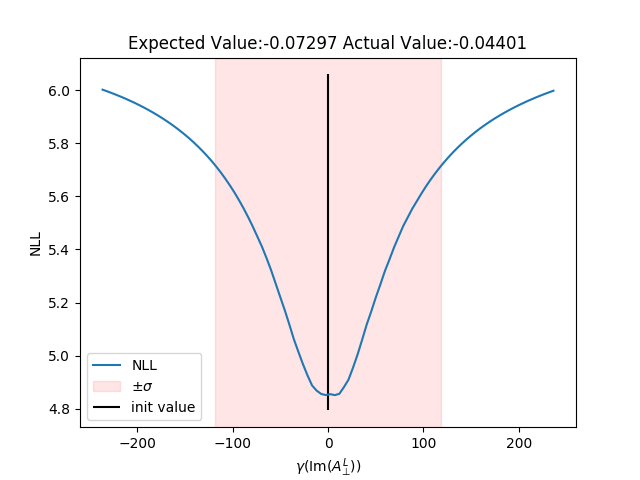 Expected Value:-0.07297 Actual Value:-0.04401
6.0
5.8
5.6
5.4
5.2
5.0
4.8
NLL
NLL
±σ
init value
−200 −100 0 100 200
γ(Im(A_⊥^L))